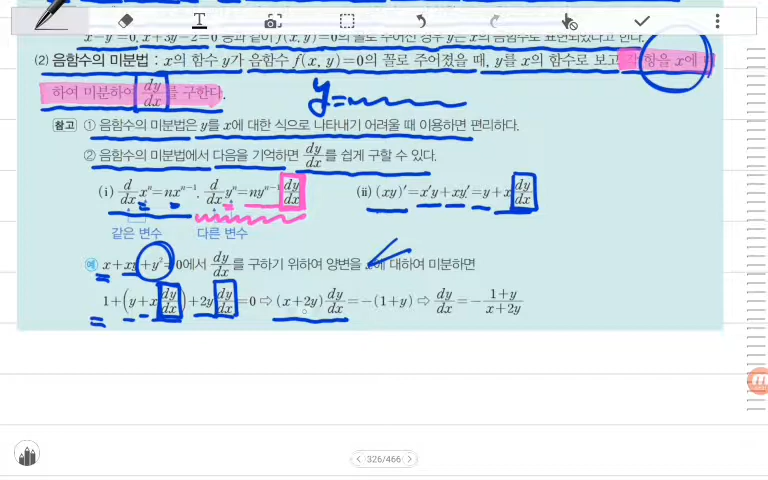 x-y²=0, x+3y-2=0 등과 같이 f(x, y)=0의 꼴로 주어진 경우 y는 x의 음함수로 표현되었다고 한다.
(2) 음함수의 미분법 : x의 함수 y가 음함수 f(x, y)=0의 꼴로 주어졌을 때, y를 x의 함수로 보고 각 항을 x에
하여 미분하여 dy/dx 를 구한다.
y=
참고 ① 음함수의 미분법은 y를 x에 대한 식으로 나타내기 어려울 때 이용하면 편리하다.
② 음함수의 미분법에서 다음을 기억하면 dy/dx를 쉽게 구할 수 있다.
(i) d/dx xⁿ=nxⁿ⁻¹, d/dx yⁿ=nyⁿ⁻¹ dy/dx (ii) (xy)′=x′y+xy′=y+x dy/dx
같은 변수 다른 변수
예 x+xy+y²=0에서 dy/dx를 구하기 위하여 양변을 x에 대하여 미분하면
1+(y+x dy/dx)+2y dy/dx=0 ⇨ (x+2y) dy/dx=-(1+y) ⇨ dy/dx=-(1+y)/(x+2y)
326/466